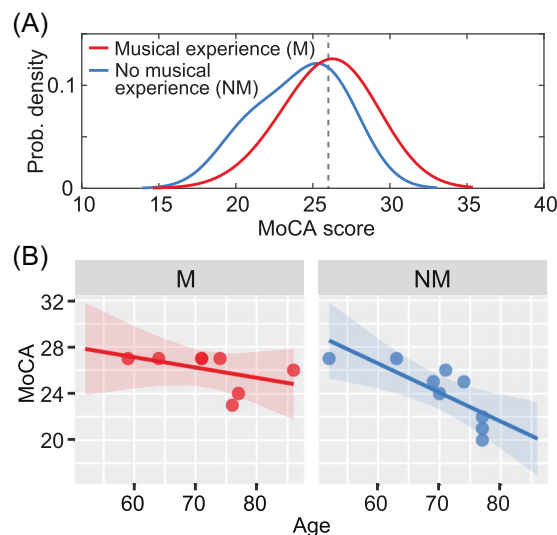 (A)
Musical experience (M)
No musical
experience (NM)
Prob. density
0.1
0
10 15 20 25 30 35 40
MoCA score
(B)
M NM
MoCA
32
28
24
20
60 70 80 60 70 80
Age